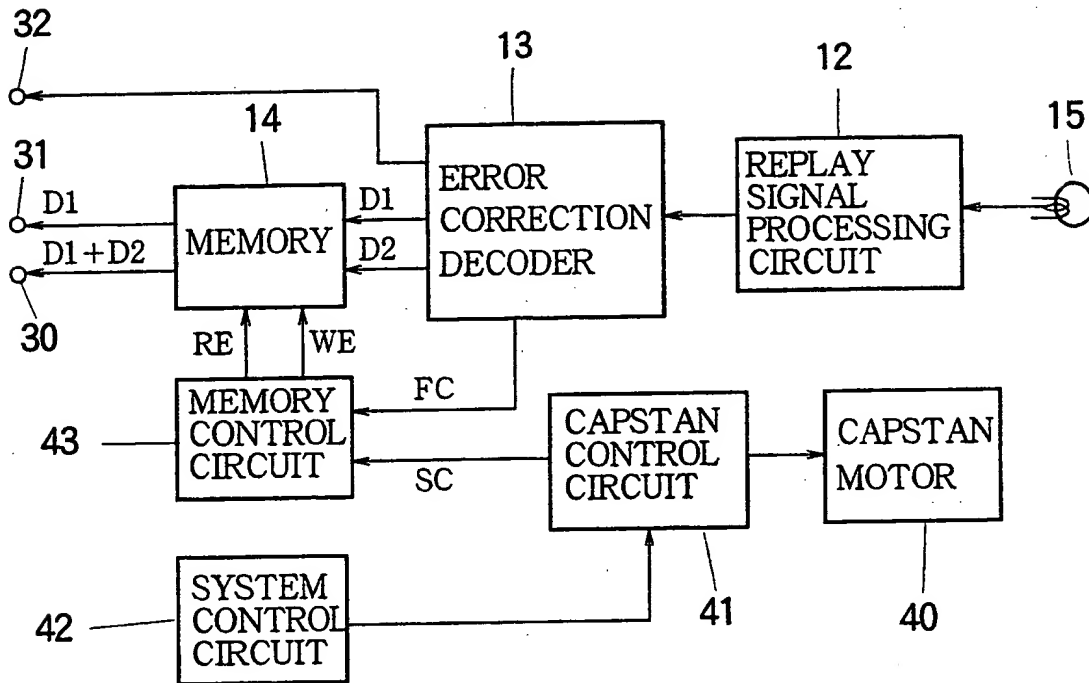 32
13
12
15
14
31
D1
MEMORY
D1
D2
ERROR
CORRECTION
DECODER
REPLAY
SIGNAL
PROCESSING
CIRCUIT
D1+D2
30
RE
WE
FC
MEMORY
CONTROL
CIRCUIT
43
SC
CAPSTAN
CONTROL
CIRCUIT
CAPSTAN
MOTOR
SYSTEM
CONTROL
CIRCUIT
42
41
40